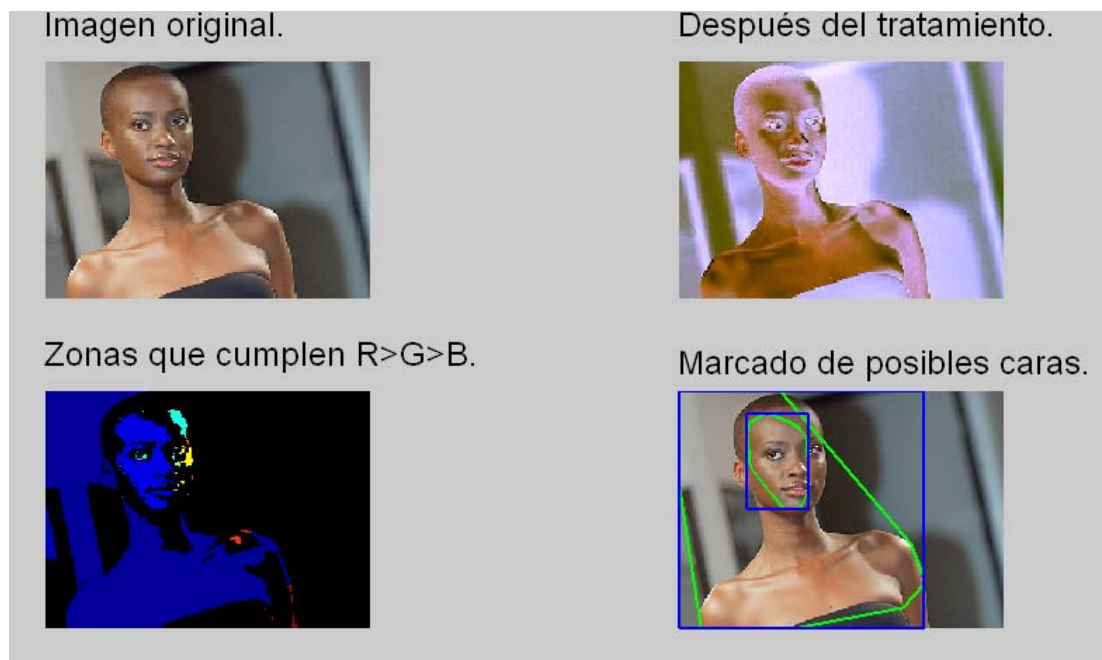 Imagen original.
Después del tratamiento.
Zonas que cumplen R>G>B.
Marcado de posibles caras.